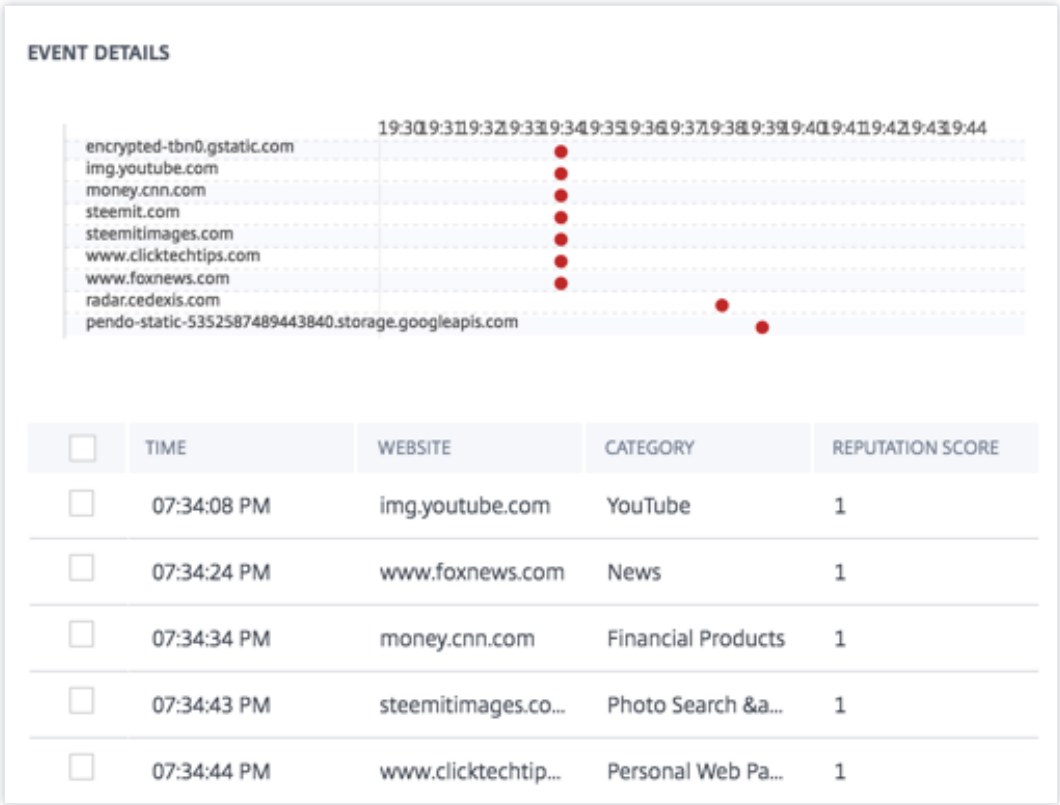 EVENT DETAILS
19:30 19:31 19:32 19:33 19:34 19:35 19:36 19:37 19:38 19:39 19:40 19:41 19:42 19:43 19:44
encrypted-tbn0.gstatic.com
img.youtube.com
money.cnn.com
steemit.com
steemitimages.com
www.clicktechtips.com
www.foxnews.com
radar.cedexis.com
pendo-static-5352587489443840.storage.googleapis.com
TIME WEBSITE CATEGORY REPUTATION SCORE
07:34:08 PM img.youtube.com YouTube 1
07:34:24 PM www.foxnews.com News 1
07:34:34 PM money.cnn.com Financial Products 1
07:34:43 PM steemitimages.co... Photo Search &a... 1
07:34:44 PM www.clicktechtip... Personal Web Pa... 1